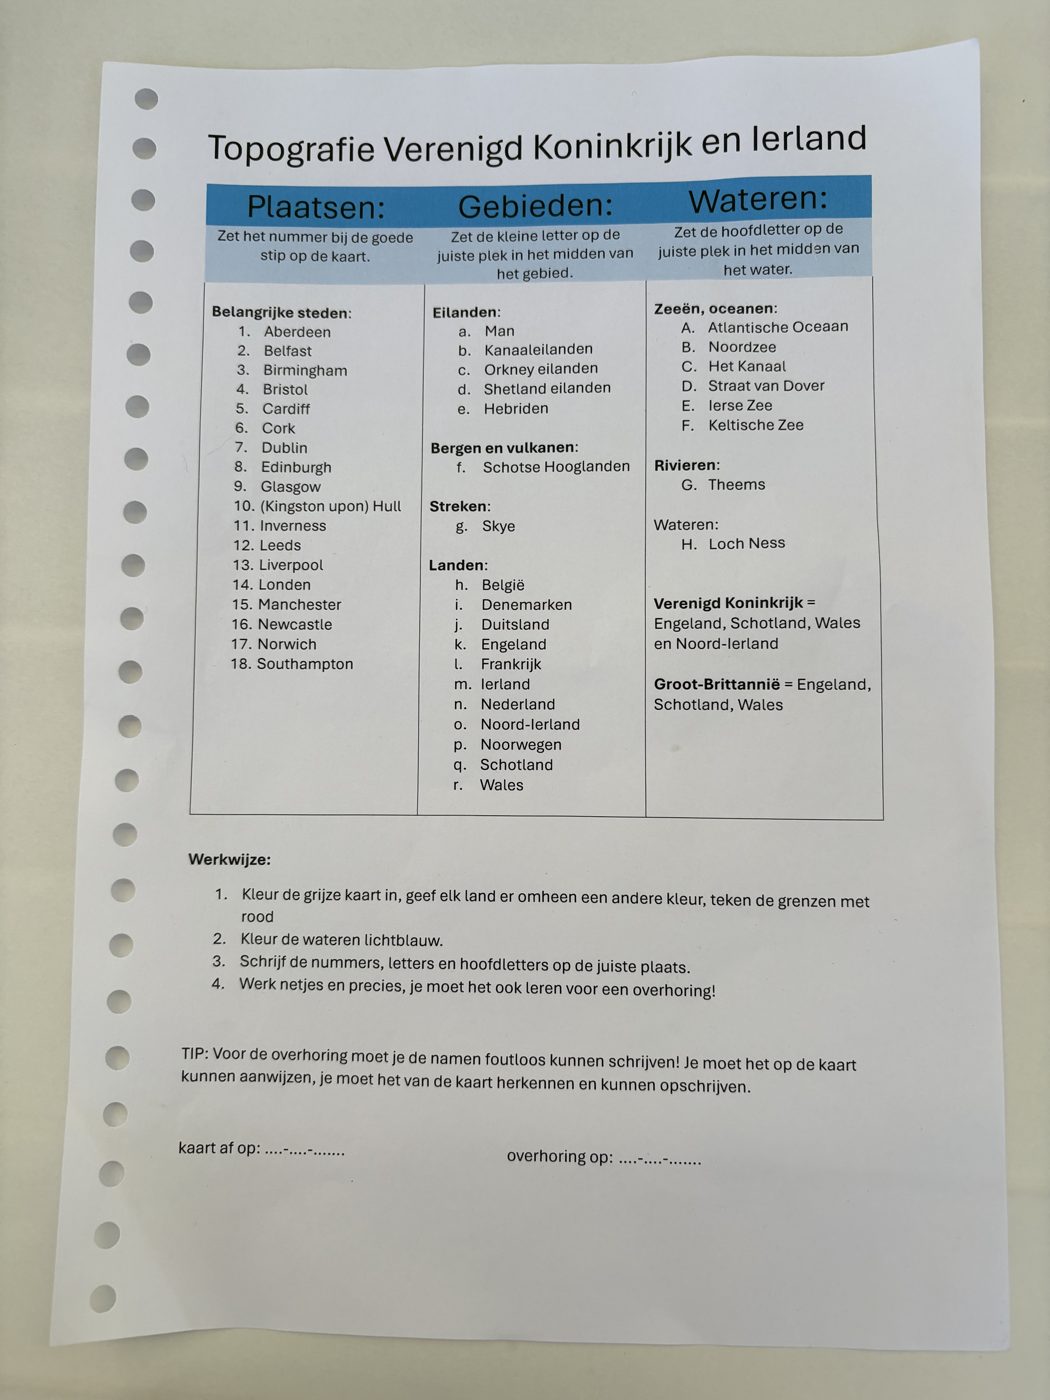 Topografie Verenigd Koninkrijk en Ierland
Plaatsen:
Zet het nummer bij de goede
stip op de kaart.
Belangrijke steden:
1. Aberdeen
2. Belfast
3. Birmingham
4. Bristol
5. Cardiff
6. Cork
7. Dublin
8. Edinburgh
9. Glasgow
10. (Kingston upon) Hull
11. Inverness
12. Leeds
13. Liverpool
14. Londen
15. Manchester
16. Newcastle
17. Norwich
18. Southampton
Gebieden:
Zet de kleine letter op de
juiste plek in het midden van
het gebied.
Eilanden:
a. Man
b. Kanaaleilanden
c. Orkney eilanden
d. Shetland eilanden
e. Hebriden
Bergen en vulkanen:
f. Schotse Hooglanden
Streken:
g. Skye
Landen:
h. België
i. Denemarken
j. Duitsland
k. Engeland
l. Frankrijk
m. Ierland
n. Nederland
o. Noord-Ierland
p. Noorwegen
q. Schotland
r. Wales
Wateren:
Zet de hoofdletter op de
juiste plek in het midden van
het water.
Zeeën, oceanen:
A. Atlantische Oceaan
B. Noordzee
C. Het Kanaal
D. Straat van Dover
E. Ierse Zee
F. Keltische Zee
Rivieren:
G. Theems
Wateren:
H. Loch Ness
Verenigd Koninkrijk =
Engeland, Schotland, Wales
en Noord-Ierland
Groot-Brittannië = Engeland,
Schotland, Wales
Werkwijze:
1. Kleur de grijze kaart in, geef elk land er omheen een andere kleur, teken de grenzen met
rood
2. Kleur de wateren lichtblauw.
3. Schrijf de nummers, letters en hoofdletters op de juiste plaats.
4. Werk netjes en precies, je moet het ook leren voor een overhoring!
TIP: Voor de overhoring moet je de namen foutloos kunnen schrijven! Je moet het op de kaart
kunnen aanwijzen, je moet het van de kaart herkennen en kunnen opschrijven.
kaart af op: ....-....-.......
overhoring op: ....-....-.......